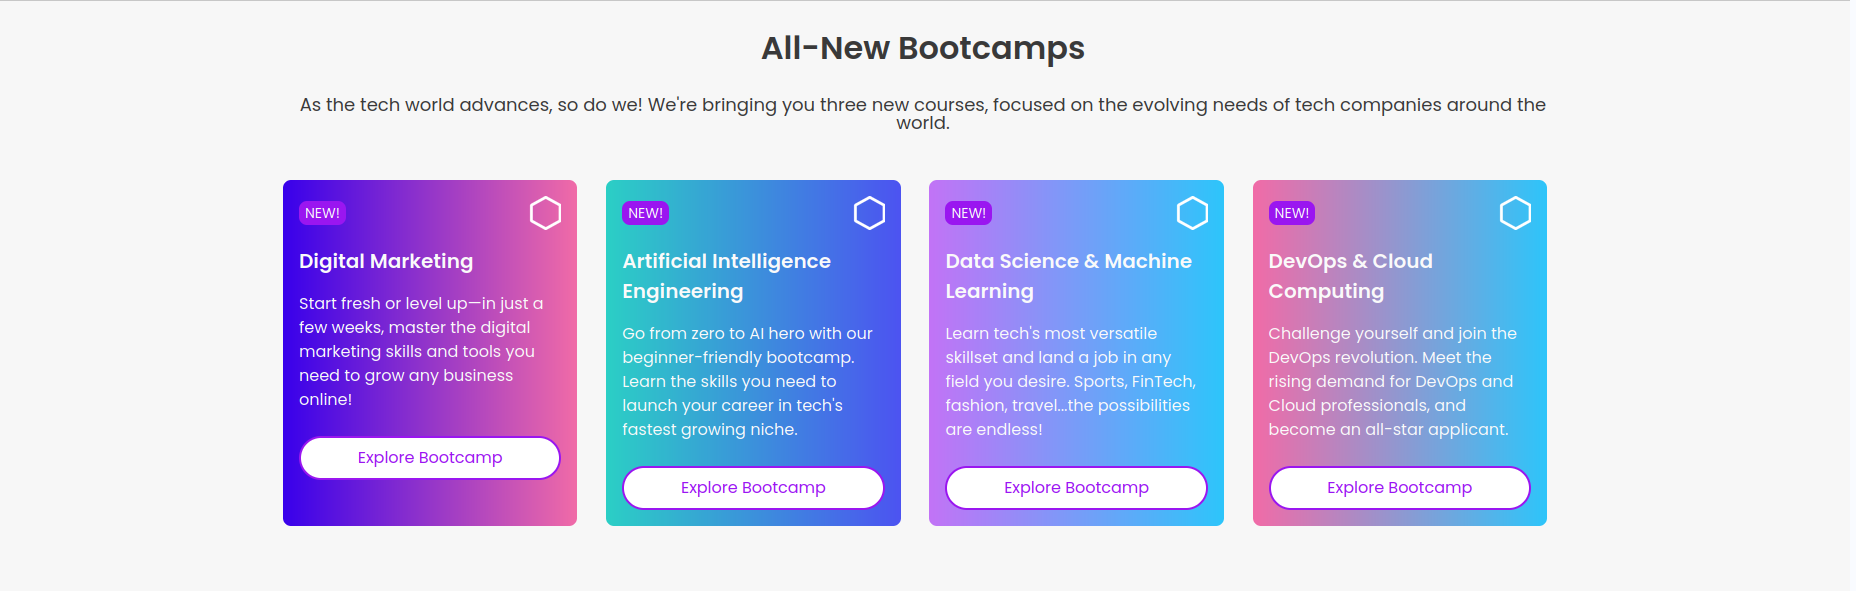 All-New Bootcamps
As the tech world advances, so do we! We're bringing you three new courses, focused on the evolving needs of tech companies around the
world.
NEW!
Digital Marketing
Start fresh or level up—in just a
few weeks, master the digital
marketing skills and tools you
need to grow any business
online!
Explore Bootcamp
NEW!
Artificial Intelligence
Engineering
Go from zero to AI hero with our
beginner-friendly bootcamp.
Learn the skills you need to
launch your career in tech's
fastest growing niche.
Explore Bootcamp
NEW!
Data Science & Machine
Learning
Learn tech's most versatile
skillset and land a job in any
field you desire. Sports, FinTech,
fashion, travel...the possibilities
are endless!
Explore Bootcamp
NEW!
DevOps & Cloud
Computing
Challenge yourself and join the
DevOps revolution. Meet the
rising demand for DevOps and
Cloud professionals, and
become an all-star applicant.
Explore Bootcamp